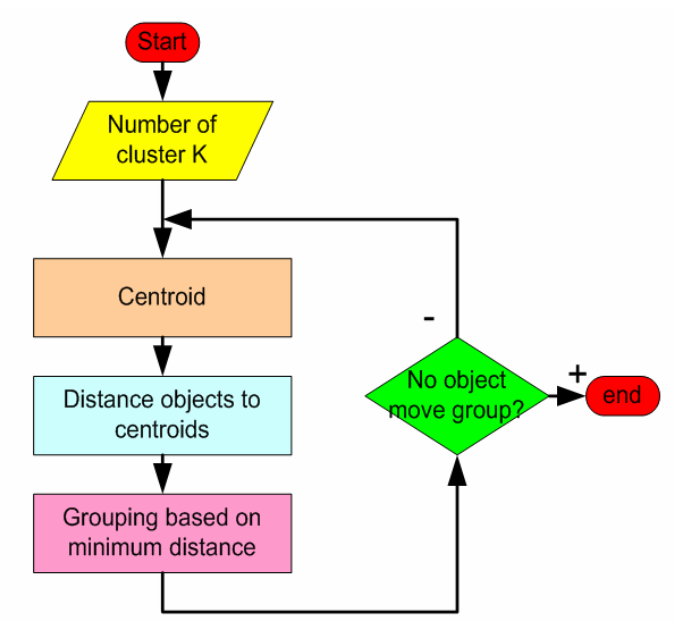 Start
Number of
cluster K
Centroid
Distance objects to
centroids
Grouping based on
minimum distance
-
No object
move group?
+
end